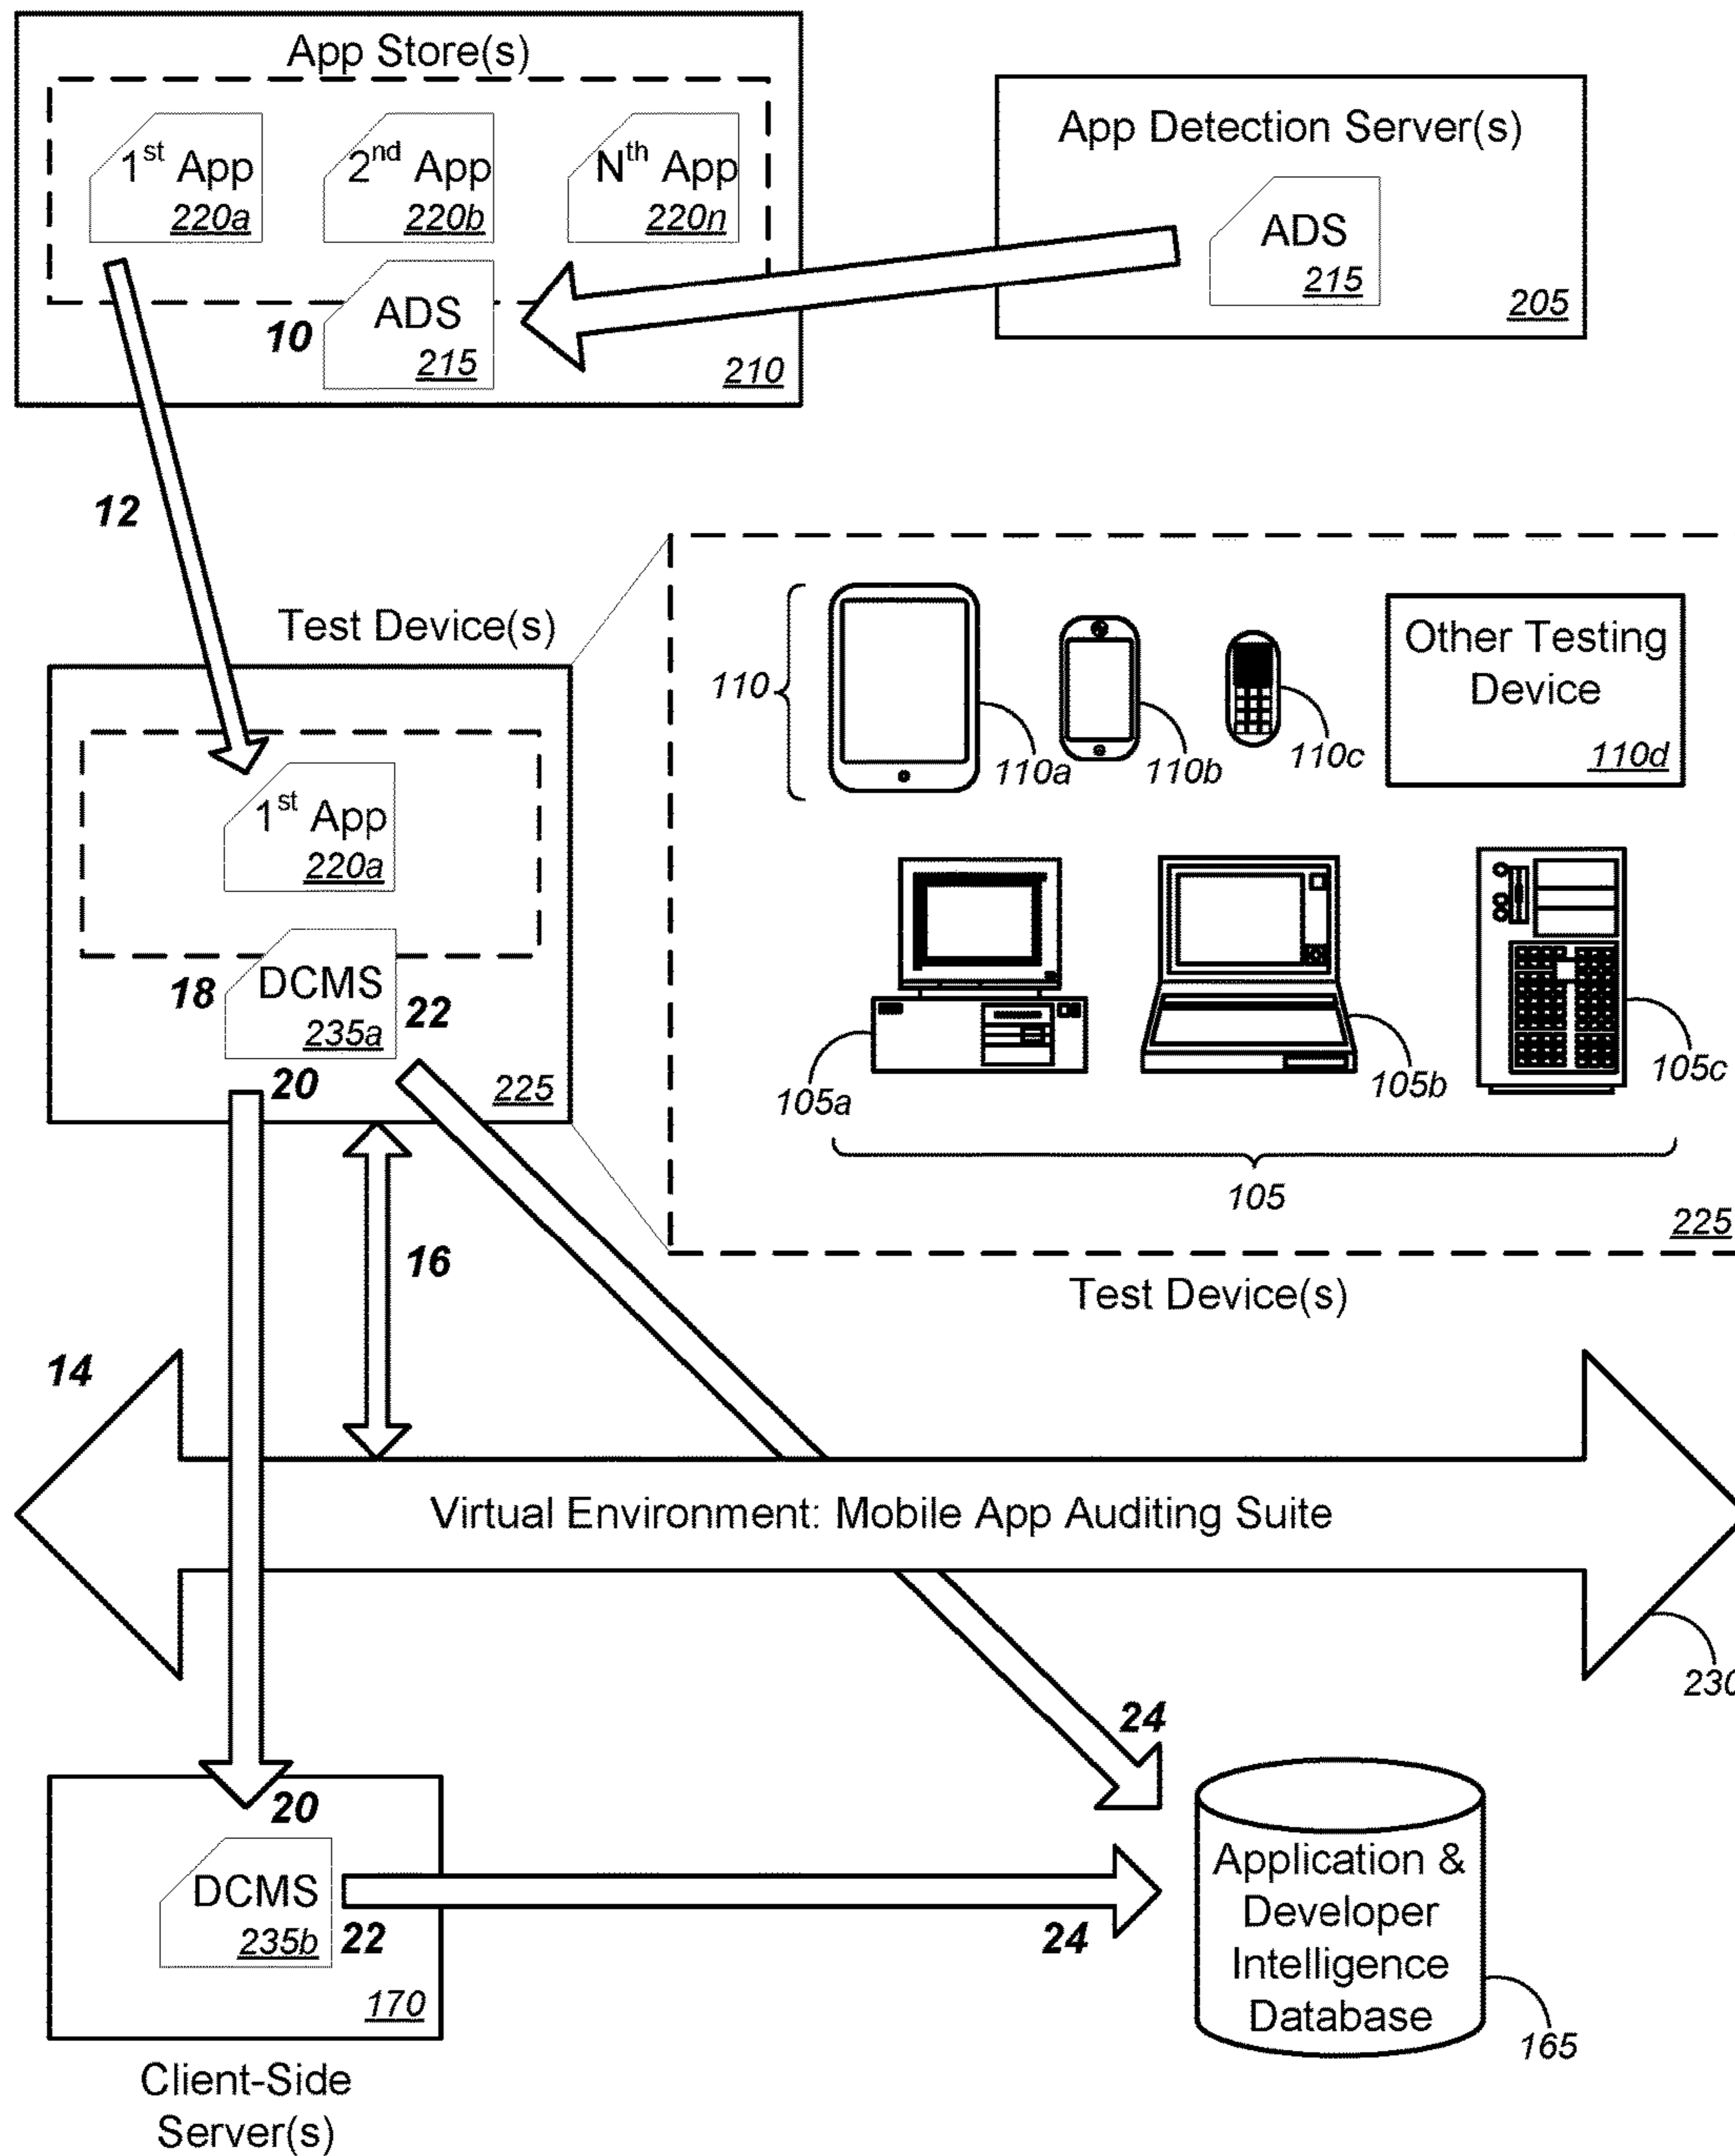 App Store(s)
1st App
220a
2nd App
220b
Nth App
220n
ADS
215
10
210
App Detection Server(s)
ADS
215
205
12
Test Device(s)
1st App
220a
18
DCMS
235a
22
20
225
110
110a
110b
110c
Other Testing
Device
110d
105a
105b
105c
105
225
Test Device(s)
16
14
Virtual Environment: Mobile App Auditing Suite
230
24
20
DCMS
235b
22
24
170
Client-Side
Server(s)
Application &
Developer
Intelligence
Database
165